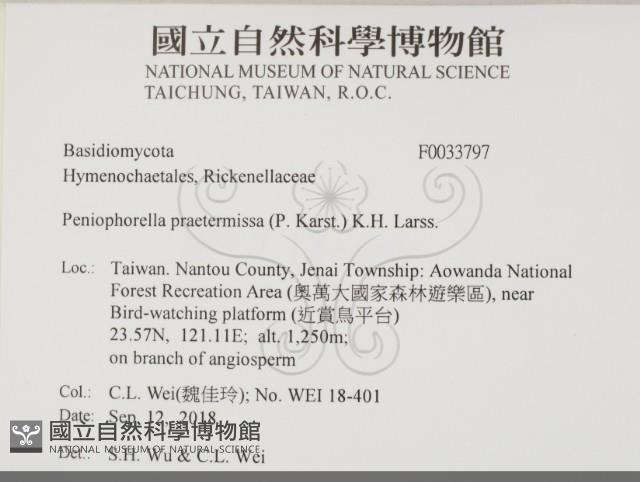 國立自然科學博物館
NATIONAL MUSEUM OF NATURAL SCIENCE
TAICHUNG, TAIWAN, R.O.C.
Basidiomycota F0033797
Hymenochaetales, Rickenellaceae
Peniophorella praetermissa (P. Karst.) K.H. Larss.
Loc.: Taiwan. Nantou County, Jenai Township: Aowanda National
Forest Recreation Area (奧萬大國家森林遊樂區), near
Bird-watching platform (近賞鳥平台)
23.57N, 121.11E; alt. 1,250m;
on branch of angiosperm
Col.: C.L. Wei(魏佳玲); No. WEI 18-401
Date: Sep. 12, 2018
國立自然科學博物館
NATIONAL MUSEUM OF NATURAL SCIENCE
Det.: S.H. Wu & C.L. Wei